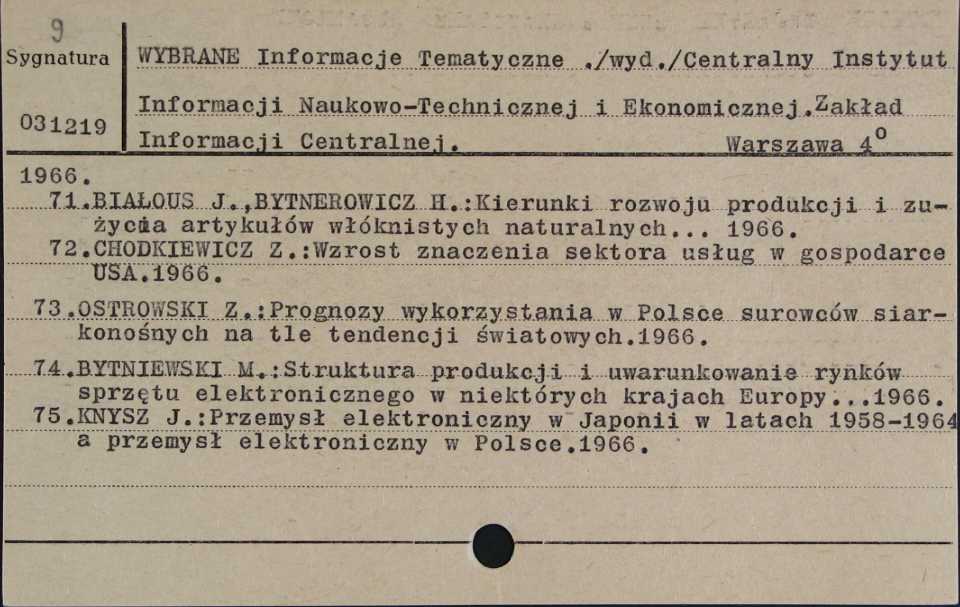 9
Sygnatura
031219
WYBRANE Informacje Tematyczne ./wyd./Centralny Instytut
Informacji Naukowo-Technicznej i Ekonomicznej.Zakład
Informacji Centralnej. Warszawa 4°
1966.
71.BIAŁOUS J.,BYTNEROWICZ H.:Kierunki rozwoju produkcji i zu-
życia artykułów włóknistych naturalnych... 1966.
72.CHODKIEWICZ Z.:Wzrost znaczenia sektora usług w gospodarce
USA.1966.
73.OSTROWSKI Z.:Prognozy wykorzystania w Polsce surowców siar-
konośnych na tle tendencji światowych.1966.
74.BYTNIEWSKI M.:Struktura produkcji i uwarunkowanie rynków
sprzętu elektronicznego w niektórych krajach Europy...1966.
75.KNYSZ J.:Przemysł elektroniczny w Japonii w latach 1958-1964
a przemysł elektroniczny w Polsce.1966.